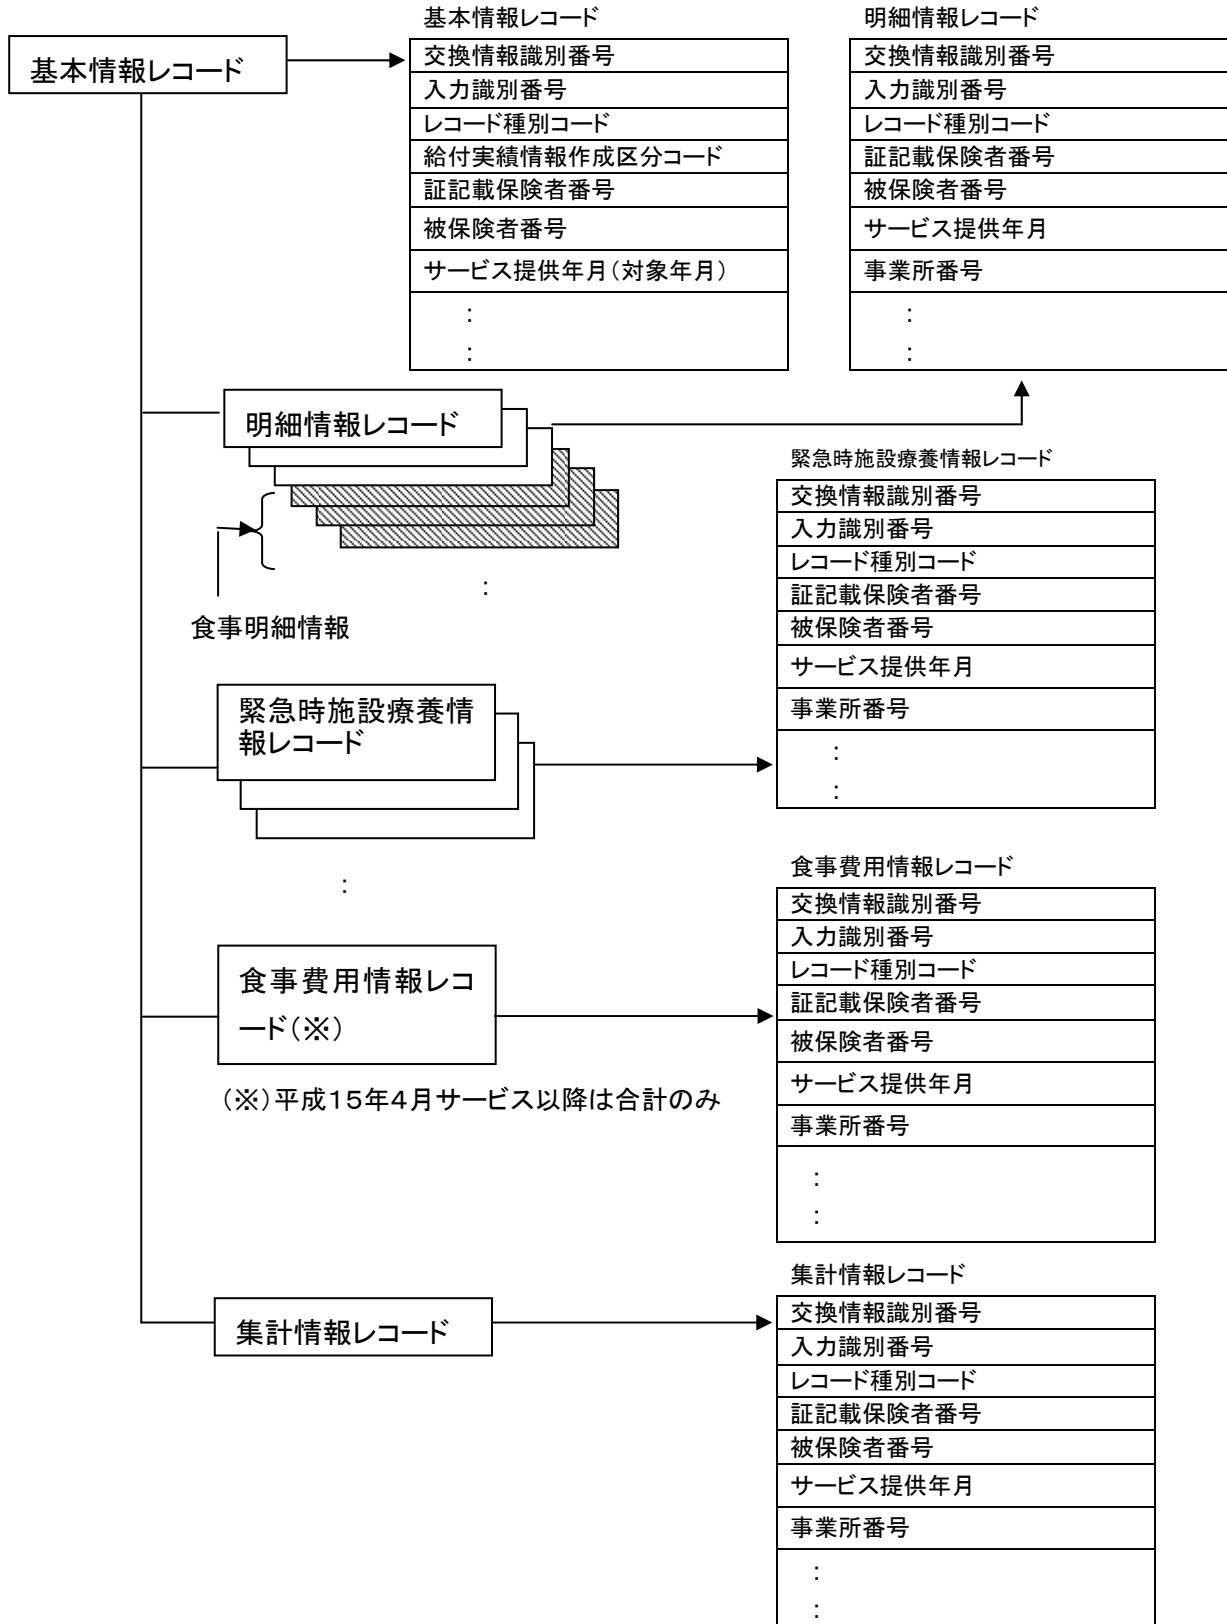 基本情報レコード
基本情報レコード
交換情報識別番号
入力識別番号
レコード種別コード
給付実績情報作成区分コード
証記載保険者番号
被保険者番号
サービス提供年月(対象年月)
:
:
明細情報レコード
交換情報識別番号
入力識別番号
レコード種別コード
証記載保険者番号
被保険者番号
サービス提供年月
事業所番号
:
:
明細情報レコード
:
食事明細情報
緊急時施設療養情報レコード
交換情報識別番号
入力識別番号
レコード種別コード
証記載保険者番号
被保険者番号
サービス提供年月
事業所番号
:
:
緊急時施設療養情
報レコード
:
食事費用情報レコード
交換情報識別番号
入力識別番号
レコード種別コード
証記載保険者番号
被保険者番号
サービス提供年月
事業所番号
:
:
食事費用情報レコ
ード(※)
(※)平成15年4月サービス以降は合計のみ
集計情報レコード
集計情報レコード
交換情報識別番号
入力識別番号
レコード種別コード
証記載保険者番号
被保険者番号
サービス提供年月
事業所番号
:
: